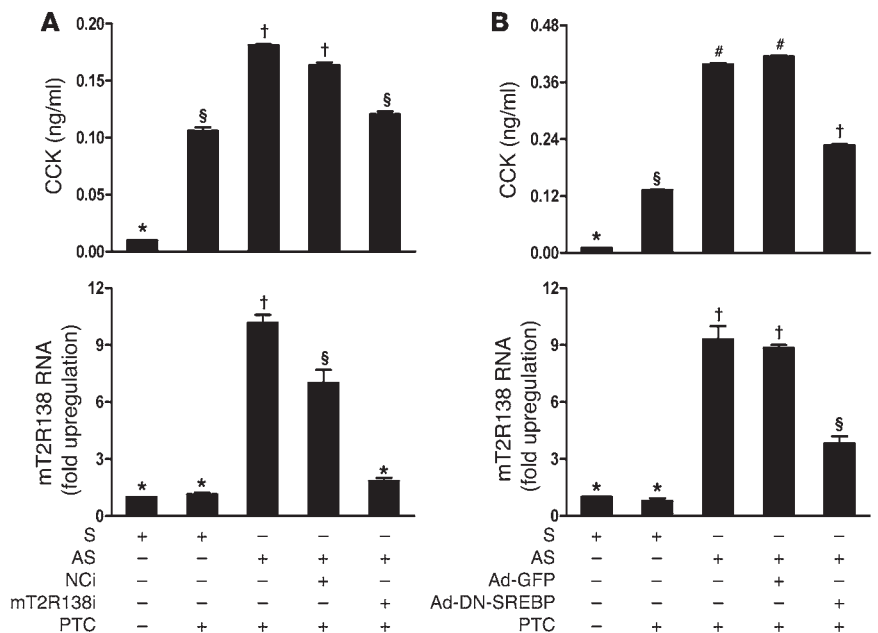 A
CCK (ng/ml)
0.20
0.15
0.10
0.05
0.00
* § † † §
mT2R138 RNA
(fold upregulation)
12
9
6
3
0
* * † § *
S + + – – –
AS – – + + +
NCi – – – + –
mT2R138i – – – – +
PTC – + + + +
B
CCK (ng/ml)
0.48
0.36
0.24
0.12
0.00
* § # # †
mT2R138 RNA
(fold upregulation)
12
9
6
3
0
* * † † §
S + + – – –
AS – – + + +
Ad-GFP – – – + –
Ad-DN-SREBP – – – – +
PTC – + + + +